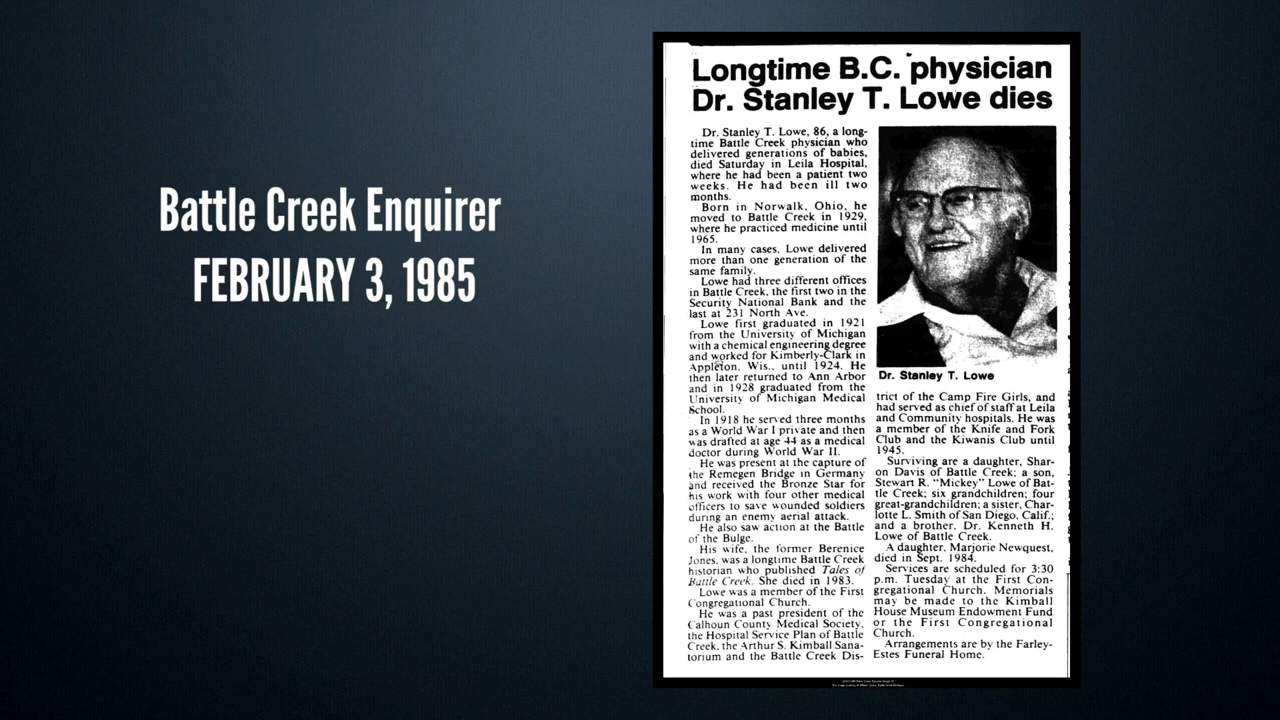 Battle Creek Enquirer
FEBRUARY 3, 1985
Longtime B.C. physician
Dr. Stanley T. Lowe dies
Dr. Stanley T. Lowe, 86, a long-
time Battle Creek physician who
delivered generations of babies,
died Saturday in Leila Hospital,
where he had been a patient two
weeks. He had been ill two
months.
Born in Norwalk, Ohio, he
moved to Battle Creek in 1929,
where he practiced medicine until
1965.
In many cases, Lowe delivered
more than one generation of the
same family.
Lowe had three different offices
in Battle Creek, the first two in the
Security National Bank and the
last at 231 North Ave.
Lowe first graduated in 1921
from the University of Michigan
with a chemical engineering degree
and worked for Kimberly-Clark in
Appleton, Wis., until 1924. He
then later returned to Ann Arbor
and in 1928 graduated from the
University of Michigan Medical
School.
In 1918 he served three months
as a World War I private and then
was drafted at age 44 as a medical
doctor during World War II.
He was present at the capture of
the Remegen Bridge in Germany
and received the Bronze Star for
his work with four other medical
officers to save wounded soldiers
during an enemy aerial attack.
He also saw action at the Battle
of the Bulge.
His wife, the former Berenice
Jones, was a longtime Battle Creek
historian who published Tales of
Battle Creek. She died in 1983.
Lowe was a member of the First
Congregational Church.
He was a past president of the
Calhoun County Medical Society,
the Hospital Service Plan of Battle
Creek, the Arthur S. Kimball Sana-
torium and the Battle Creek Dis-
Dr. Stanley T. Lowe
trict of the Camp Fire Girls, and
had served as chief of staff at Leila
and Community hospitals. He was
a member of the Knife and Fork
Club and the Kiwanis Club until
1945.
Surviving are a daughter, Shar-
on Davis of Battle Creek; a son,
Stewart R. "Mickey" Lowe of Bat-
tle Creek; six grandchildren; four
great-grandchildren; a sister, Char-
lotte L. Smith of San Diego, Calif.;
and a brother, Dr. Kenneth H.
Lowe of Battle Creek.
A daughter, Marjorie Newquest,
died in Sept. 1984.
Services are scheduled for 3:30
p.m. Tuesday at the First Con-
gregational Church. Memorials
may be made to the Kimball
House Museum Endowment Fund
or the First Congregational
Church.
Arrangements are by the Farley-
Estes Funeral Home.